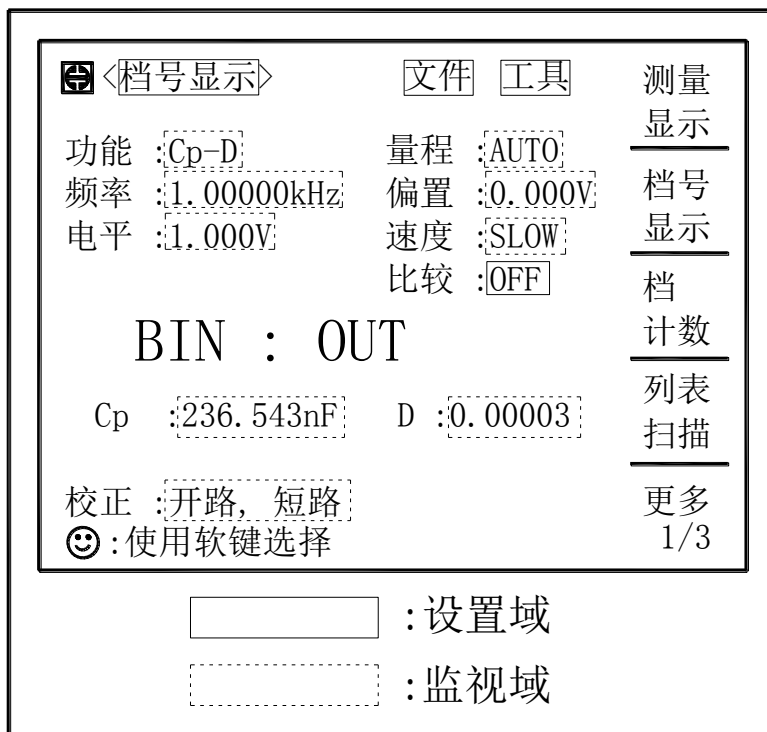 <档号显示> 文件 工具
功能 :Cp-D 量程 :AUTO
频率 :1.00000kHz 偏置 :0.000V
电平 :1.000V 速度 :SLOW
比较 :OFF
BIN : OUT
Cp :236.543nF D :0.00003
校正 :开路, 短路
:使用软键选择
测量
显示
档号
显示
档
计数
列表
扫描
更多
1/3
:设置域
:监视域